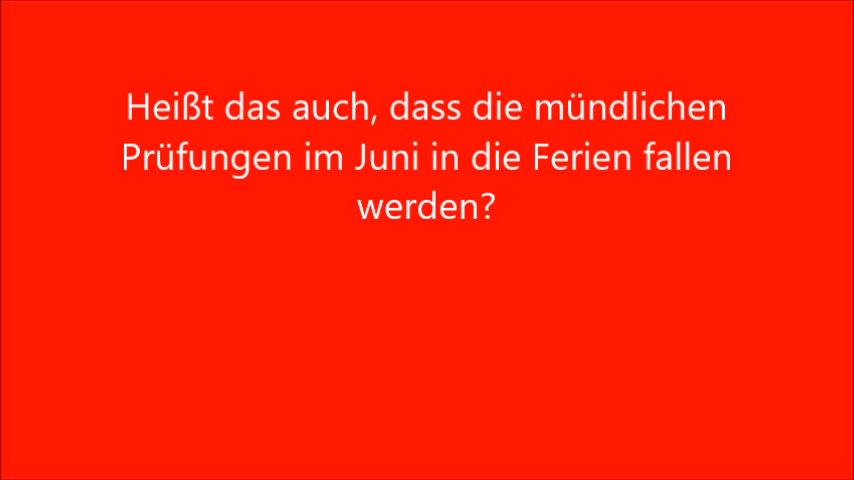 Heißt das auch, dass die mündlichen
Prüfungen im Juni in die Ferien fallen
werden?